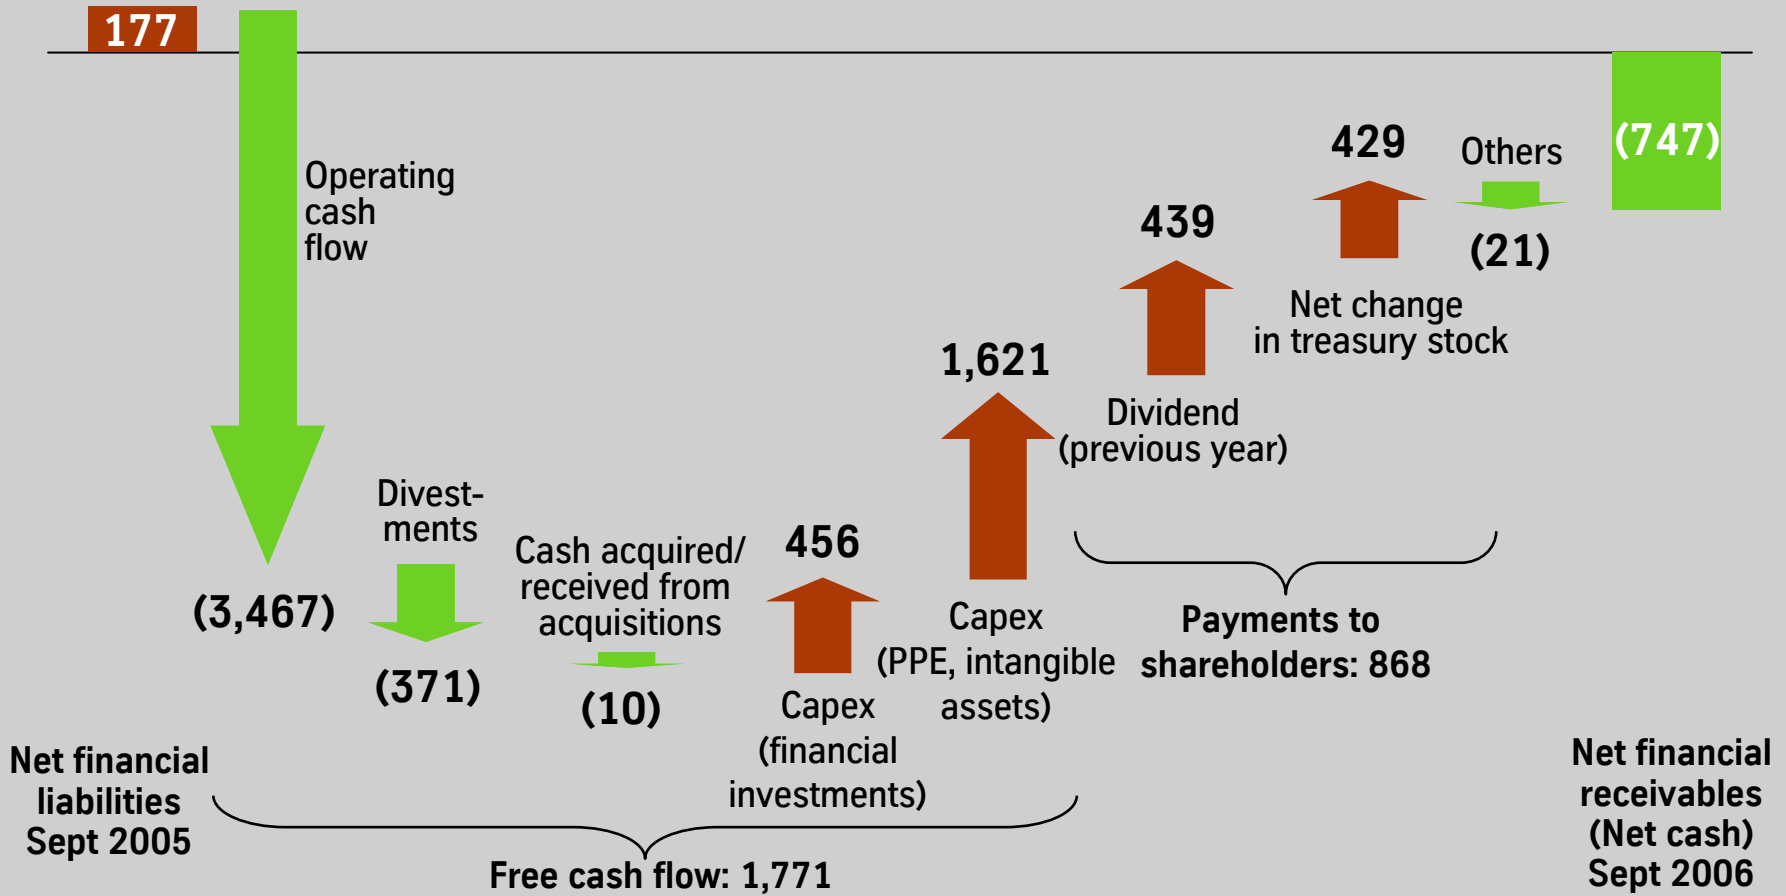 177
Operating
cash
flow
(3,467)
Divest-
ments
(371)
Cash acquired/
received from
acquisitions
(10)
456
Capex
(financial
investments)
1,621
Capex
(PPE, intangible
assets)
439
Dividend
(previous year)
429
Net change
in treasury stock
Others
(21)
(747)
Payments to
shareholders: 868
Net financial
liabilities
Sept 2005
Free cash flow: 1,771
Net financial
receivables
(Net cash)
Sept 2006